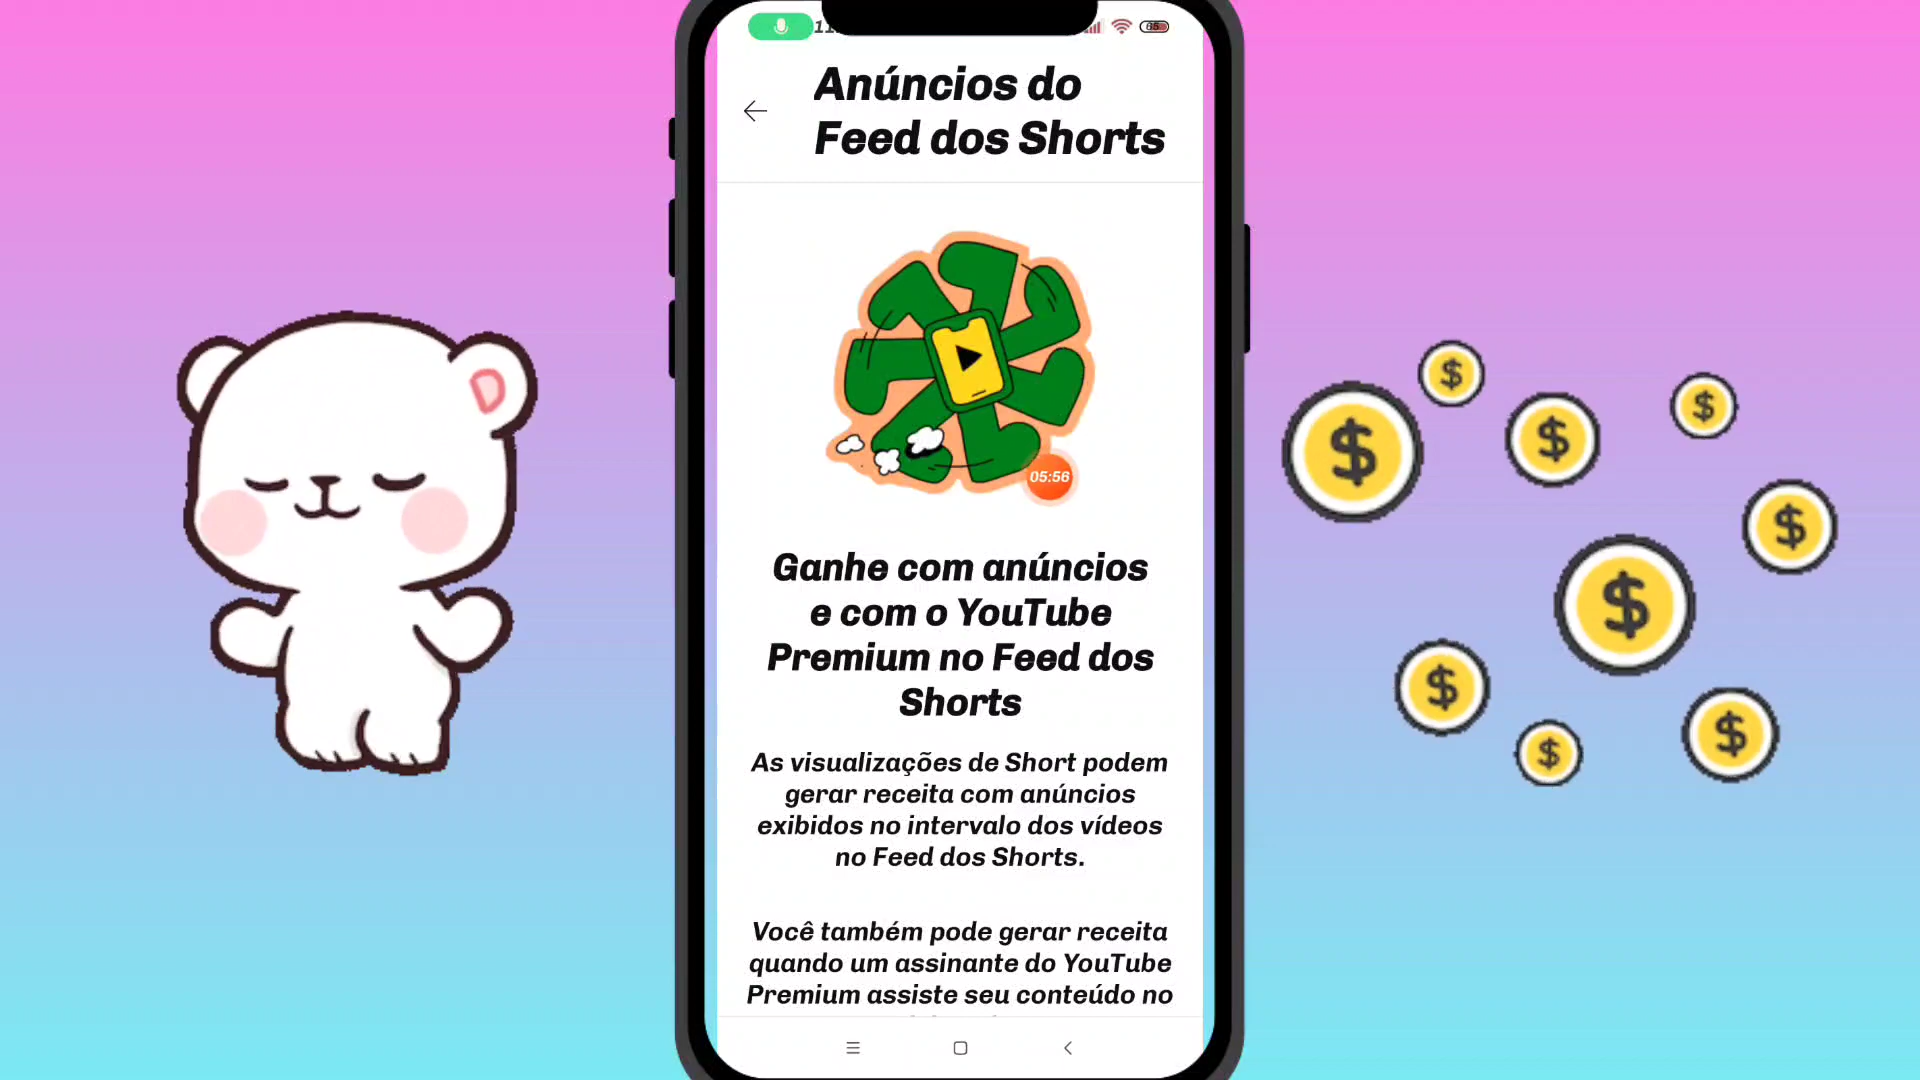 Anúncios do
Feed dos Shorts
05:56
Ganhe com anúncios
e com o YouTube
Premium no Feed dos
Shorts
As visualizações de Short podem
gerar receita com anúncios
exibidos no intervalo dos vídeos
no Feed dos Shorts.
Você também pode gerar receita
quando um assinante do YouTube
Premium assiste seu conteúdo no